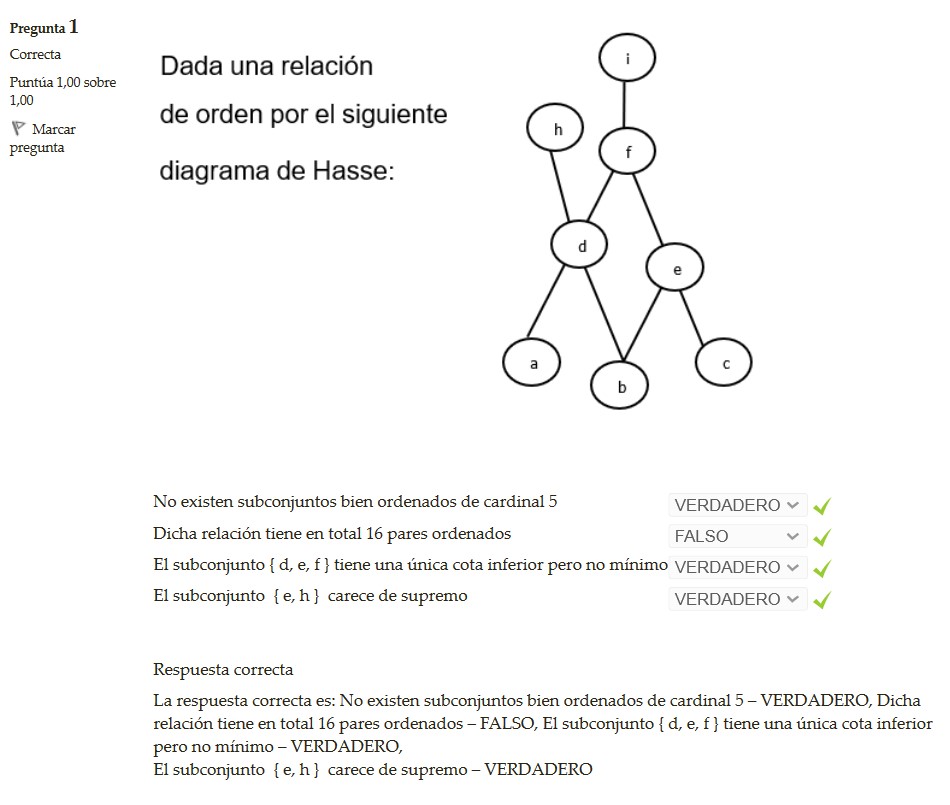 Pregunta 1
Correcta
Puntúa 1,00 sobre
1,00
Marcar
pregunta
Dada una relación
de orden por el siguiente
diagrama de Hasse:
i
h
f
d
e
a
b
c
No existen subconjuntos bien ordenados de cardinal 5 VERDADERO
Dicha relación tiene en total 16 pares ordenados FALSO
El subconjunto { d, e, f } tiene una única cota inferior pero no mínimo VERDADERO
El subconjunto { e, h } carece de supremo VERDADERO
Respuesta correcta
La respuesta correcta es: No existen subconjuntos bien ordenados de cardinal 5 – VERDADERO, Dicha
relación tiene en total 16 pares ordenados – FALSO, El subconjunto { d, e, f } tiene una única cota inferior
pero no mínimo – VERDADERO,
El subconjunto { e, h } carece de supremo – VERDADERO